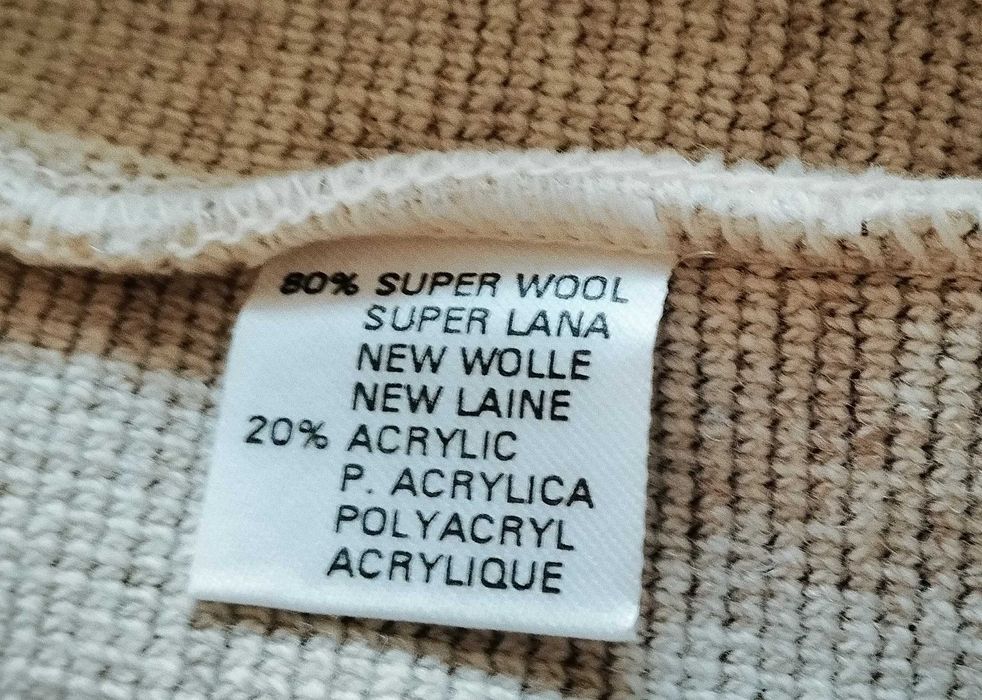 80% SUPER WOOL
SUPER LANA
NEW WOLLE
NEW LAINE
20% ACRYLIC
P. ACRYLICA
POLYACRYL
ACRYLIQUE